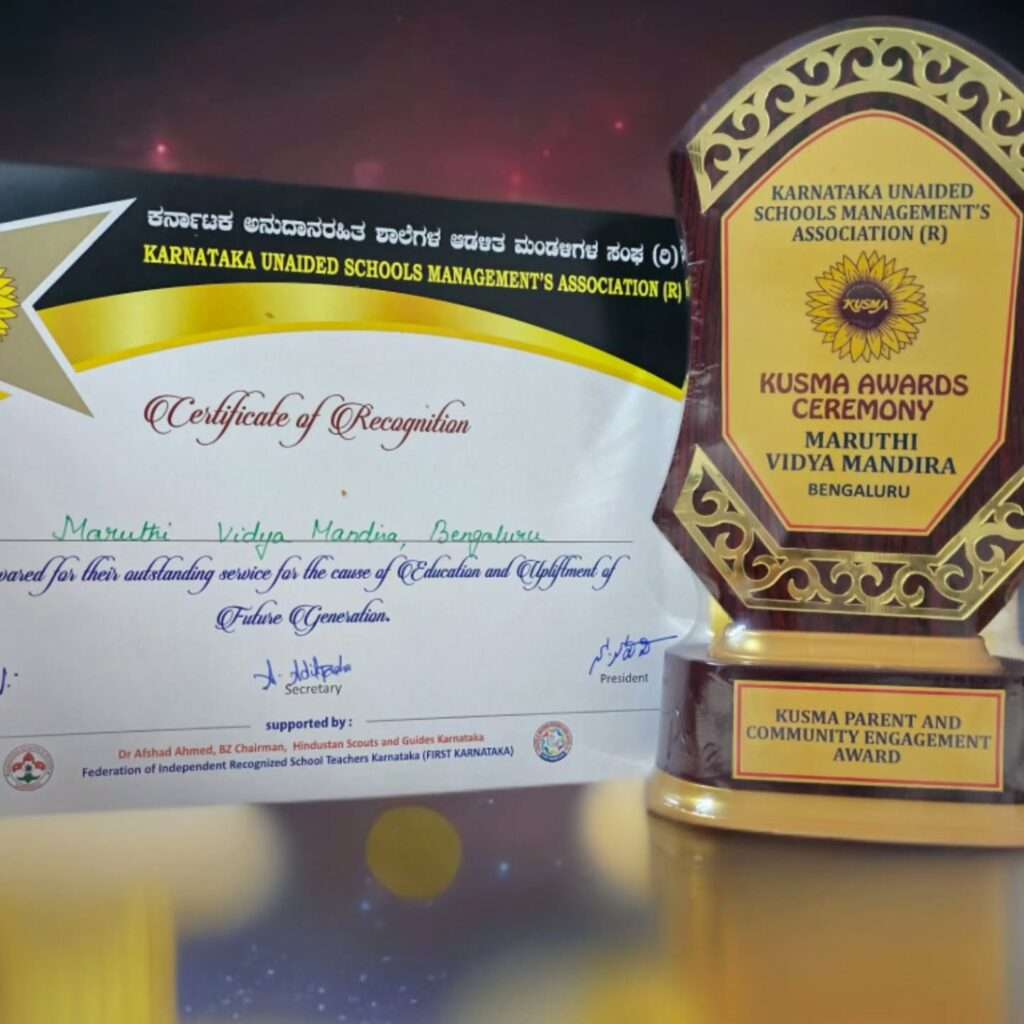 ಕರ್ನಾಟಕ ಅನುದಾನರಹಿತ ಶಾಲೆಗಳ ಆಡಳಿತ ಮಂಡಳಿಗಳ ಸಂಘ (ರಿ)
KARNATAKA UNAIDED SCHOOLS MANAGEMENT'S ASSOCIATION (R)
Certificate of Recognition
Maruthi Vidya Mandira, Bengaluru
for their outstanding service for the cause of Education and Upliftment of
Future Generation.
Secretary
President
supported by :
Dr Afshad Ahmed, BZ Chairman, Hindustan Scouts and Guides Karnataka
Federation of Independent Recognized School Teachers Karnataka (FIRST KARNATAKA)
KARNATAKA UNAIDED
SCHOOLS MANAGEMENT'S
ASSOCIATION (R)
KUSMA
KUSMA AWARDS
CEREMONY
MARUTHI
VIDYA MANDIRA
BENGALURU
KUSMA PARENT AND
COMMUNITY ENGAGEMENT
AWARD